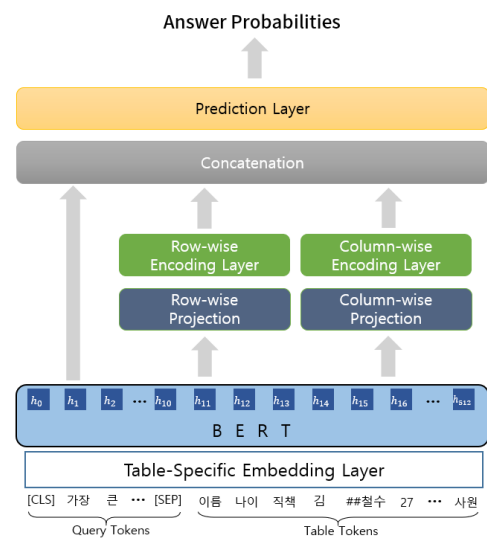 Answer Probabilities
Prediction Layer
Concatenation
Row-wise
Encoding Layer
Column-wise
Encoding Layer
Row-wise
Projection
Column-wise
Projection
h0 h1 h2 ••• h10 h11 h12 h13 h14 h15 h16 ••• h512
B E R T
Table-Specific Embedding Layer
[CLS] 가장 큰 ••• [SEP] 이름 나이 직책 김 ##철수 27 ••• 사원
Query Tokens Table Tokens